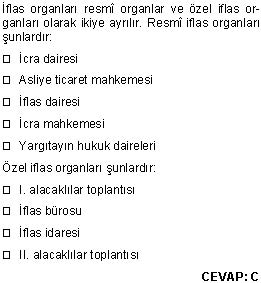 İflas organları resmî organlar ve özel iflas or-
ganları olarak ikiye ayrılır. Resmî iflas organları
şunlardır:
□ İcra dairesi
□ Asliye ticaret mahkemesi
□ İflas dairesi
□ İcra mahkemesi
□ Yargıtayın hukuk daireleri
Özel iflas organları şunlardır:
□ I. alacaklılar toplantısı
□ İflas bürosu
□ İflas idaresi
□ II. alacaklılar toplantısı
CEVAP: C